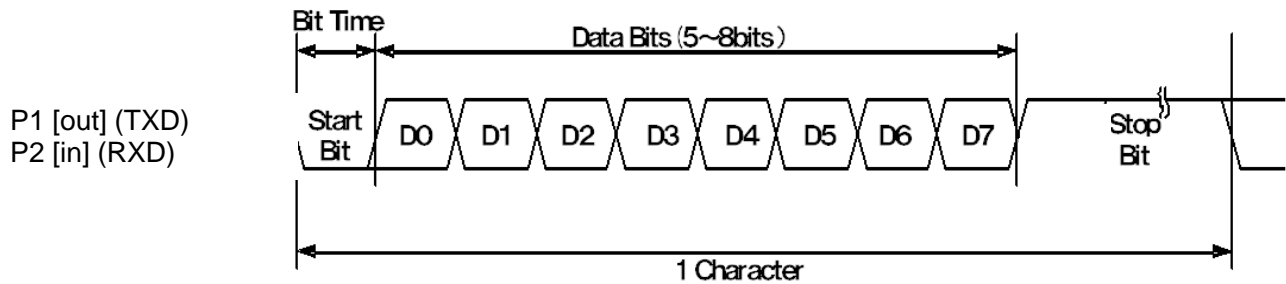 Bit Time
Data Bits (5~8bits)
P1 [out] (TXD)
P2 [in] (RXD)
Start
Bit
D0 D1 D2 D3 D4 D5 D6 D7
Stop
Bit
1 Character